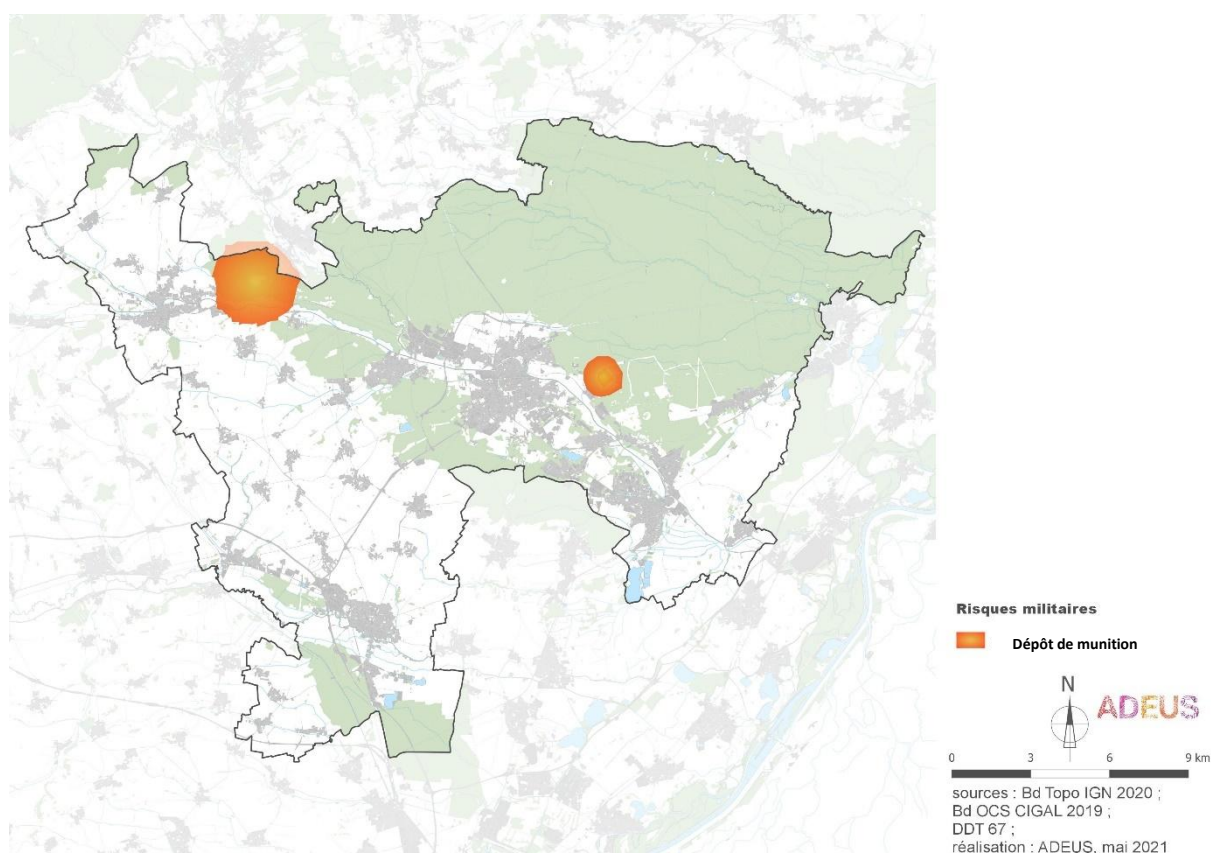 Risques militaires
Dépôt de munition
N
ADEUS
0 3 6 9 km
sources : Bd Topo IGN 2020 ;
Bd OCS CIGAL 2019 ;
DDT 67 ;
réalisation : ADEUS, mai 2021